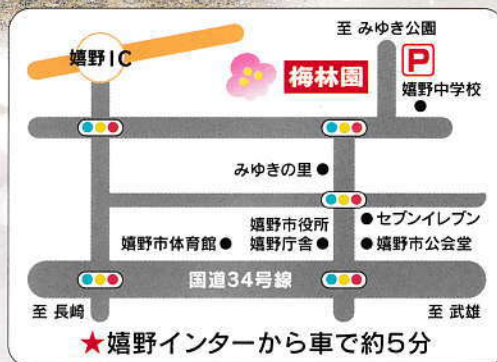 至 みゆき公園
嬉野IC
P
梅林園
嬉野中学校
みゆきの里
セブンイレブン
嬉野市役所
嬉野庁舎
嬉野市体育館
嬉野市公会堂
国道34号線
至 長崎
至 武雄
★嬉野インターから車で約5分